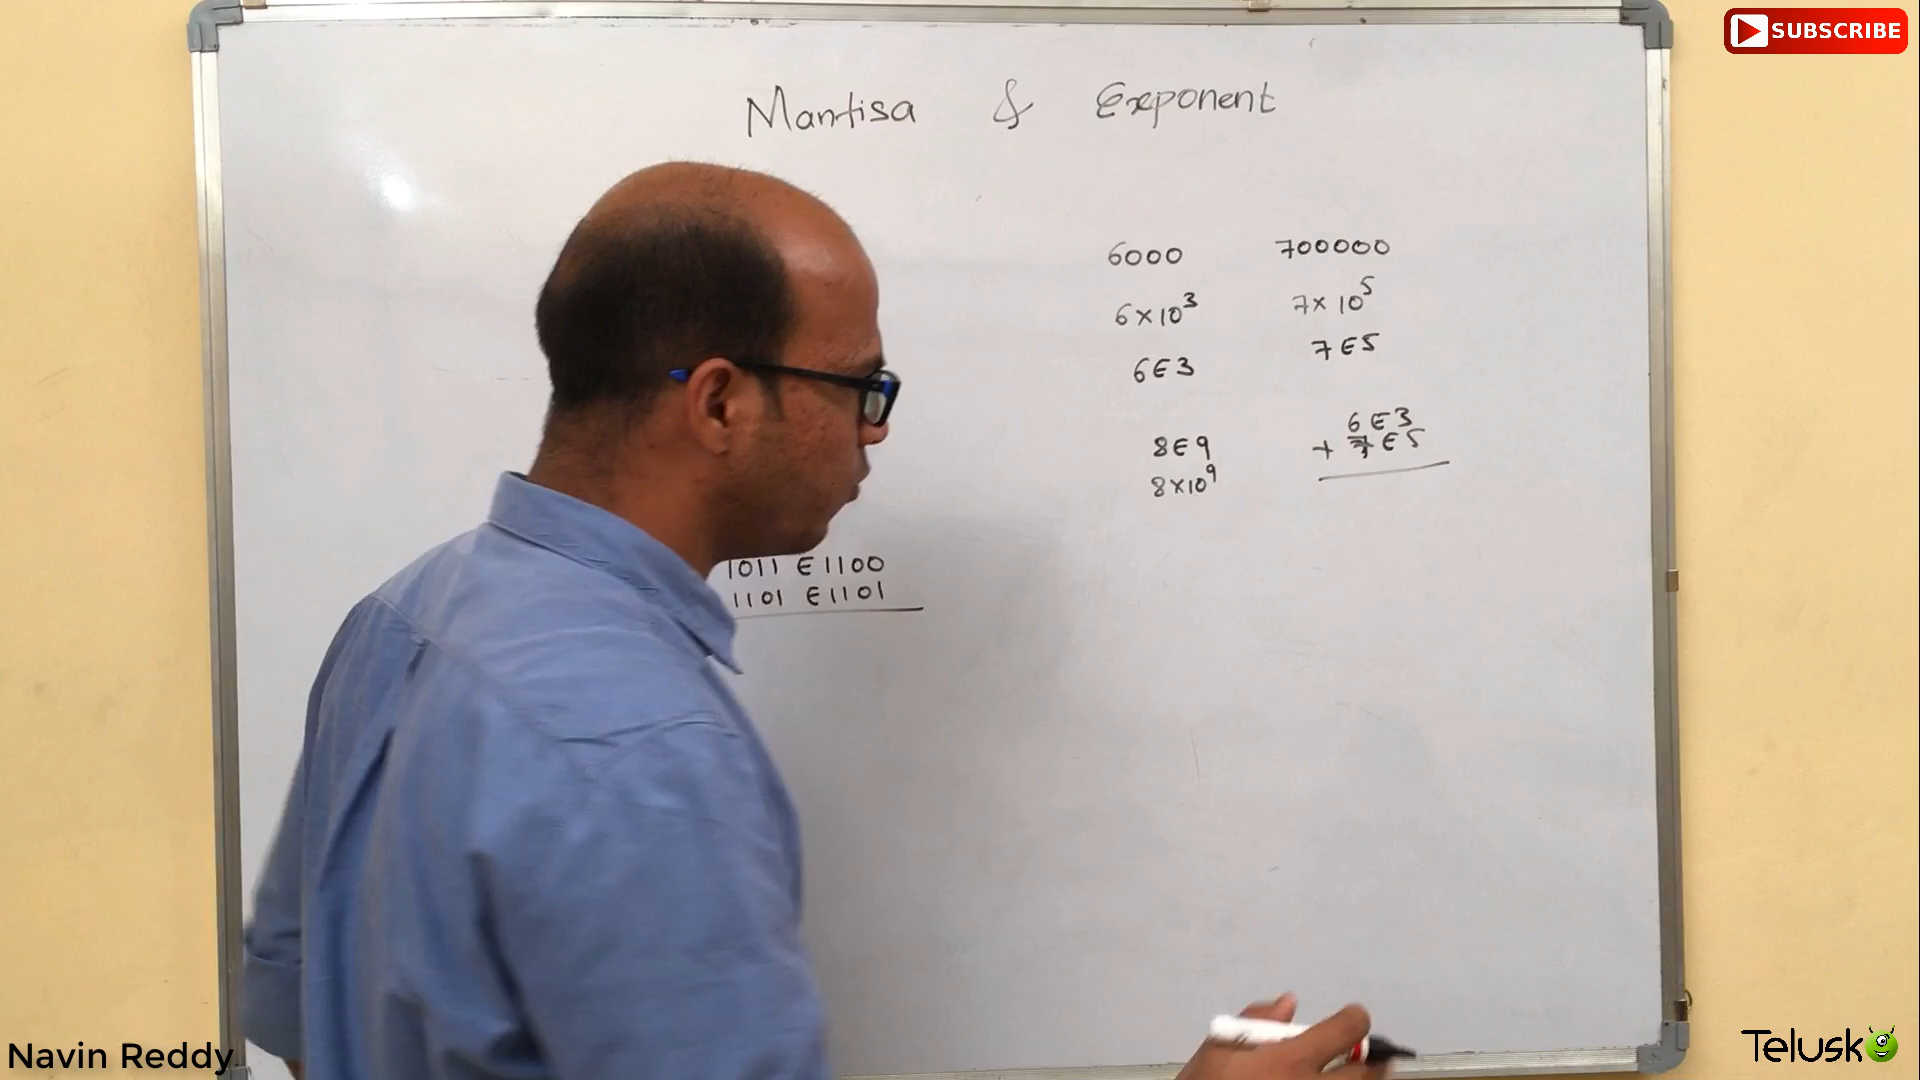 SUBSCRIBE
Mantisa & Exponent
6000 700000
6×10³ 7×10⁵
6E3 7E5
6E3
8E9 + 7E5
8×10⁹
1011 E1100
1101 E1101
Navin Reddy
Telusko